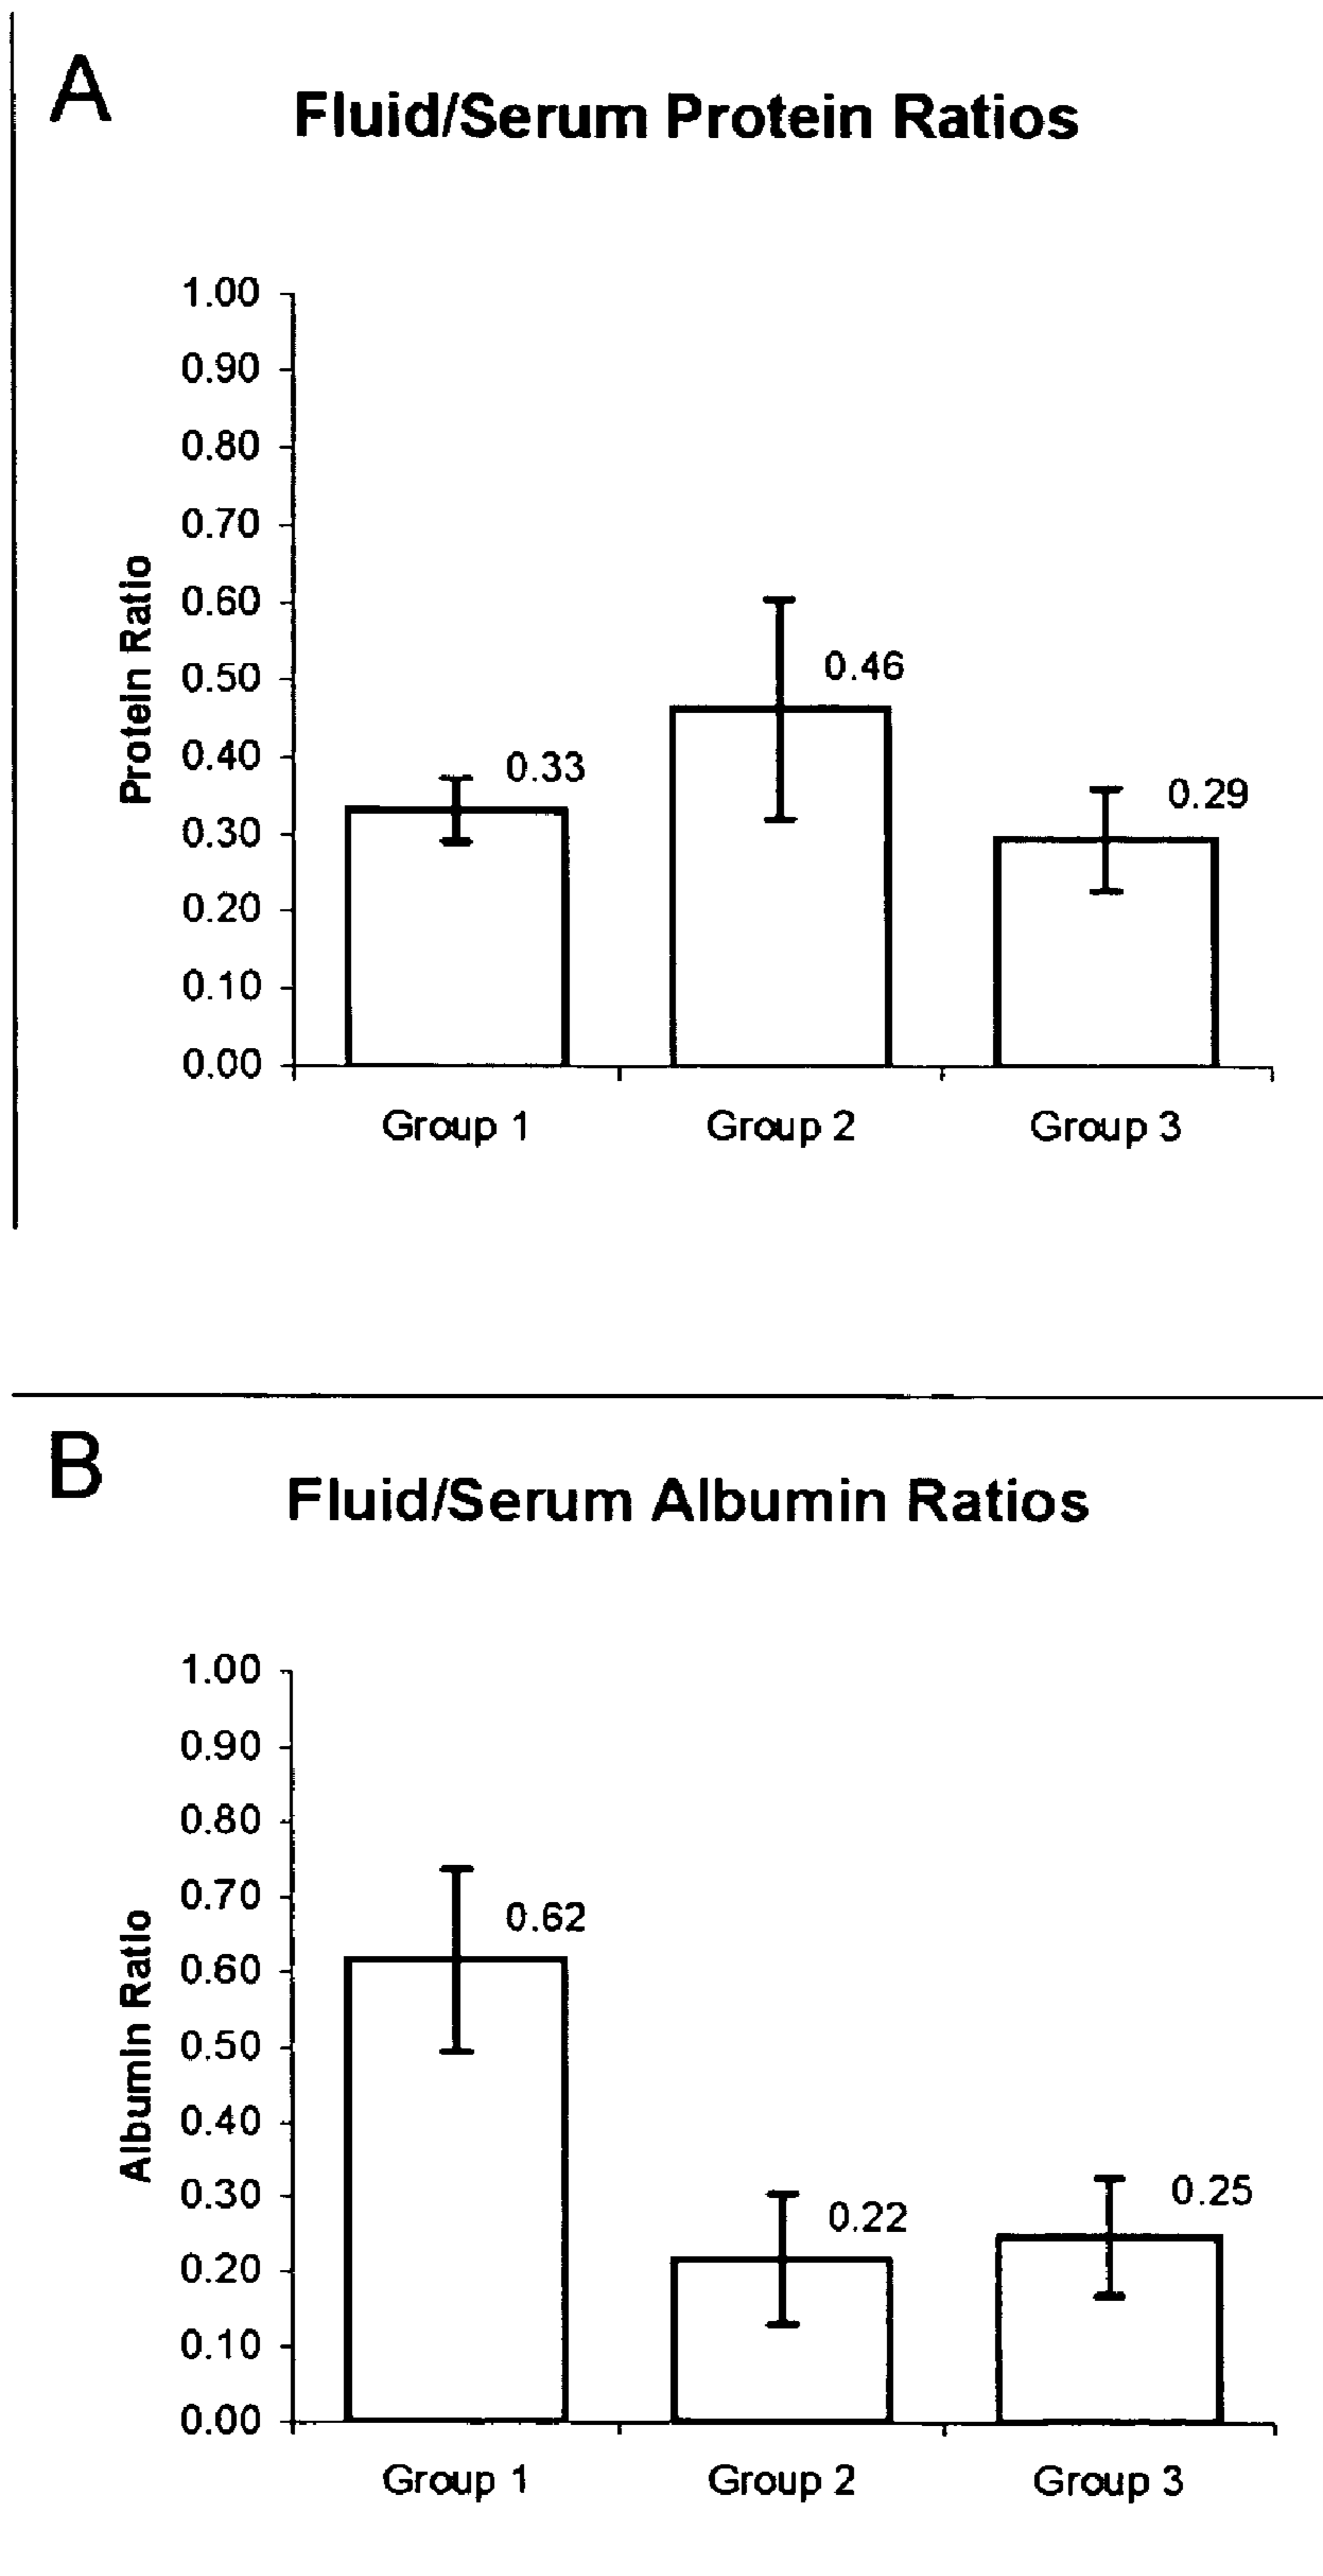 A
Fluid/Serum Protein Ratios
1.00
0.90
0.80
0.70
0.60
0.50
0.40
0.30
0.20
0.10
0.00
Protein Ratio
0.33
0.46
0.29
Group 1
Group 2
Group 3
B
Fluid/Serum Albumin Ratios
1.00
0.90
0.80
0.70
0.60
0.50
0.40
0.30
0.20
0.10
0.00
Albumin Ratio
0.62
0.22
0.25
Group 1
Group 2
Group 3